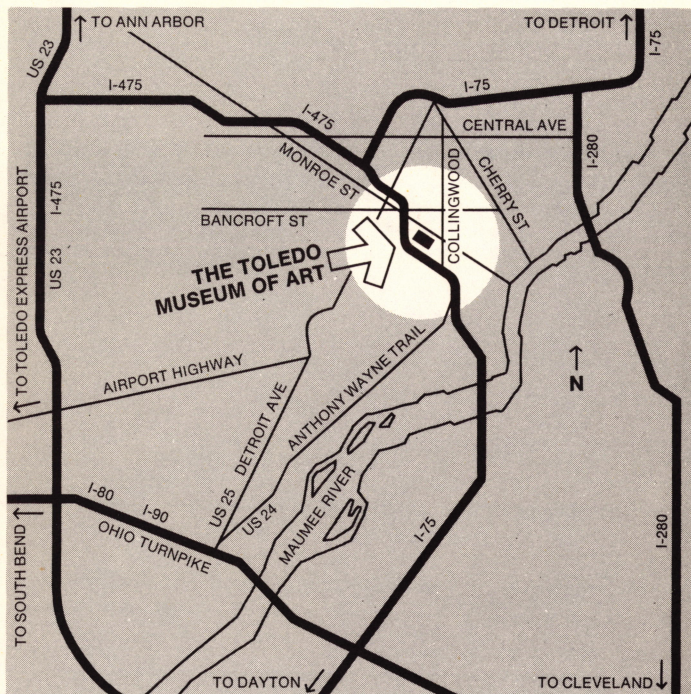 TO ANN ARBOR
TO DETROIT
US 23
I-75
I-475
I-475
I-75
CENTRAL AVE
I-280
MONROE ST
COLLINGWOOD
CHERRY ST
I-475
US 23
BANCROFT ST
THE TOLEDO
MUSEUM OF ART
TO TOLEDO EXPRESS AIRPORT
AIRPORT HIGHWAY
DETROIT AVE
ANTHONY WAYNE TRAIL
N
I-80
I-90
OHIO TURNPIKE
US 25
US 24
MAUMEE RIVER
I-75
I-280
TO SOUTH BEND
TO DAYTON
TO CLEVELAND